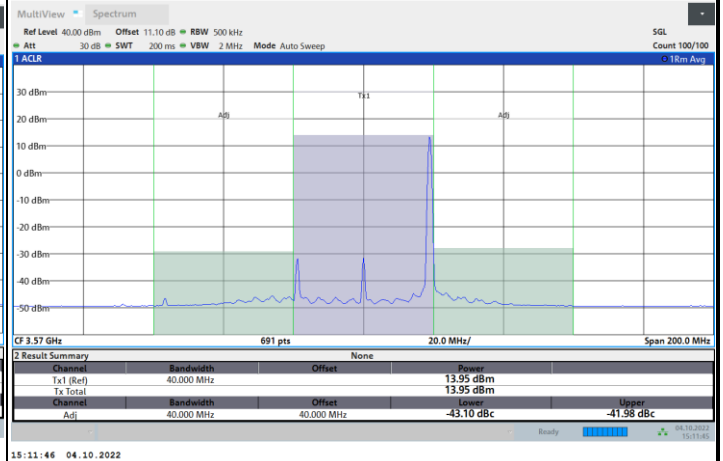 MultiView Spectrum
Ref Level 40.00 dBm Offset 11.10 dB RBW 500 kHz SGL
Att 30 dB SWT 200 ms VBW 2 MHz Mode Auto Sweep Count 100/100
1 ACLR 1Rm Avg
Tx1
30 dBm
Adj Adj
20 dBm
10 dBm
0 dBm
-10 dBm
-20 dBm
-30 dBm
-40 dBm
-50 dBm
CF 3.57 GHz 691 pts 20.0 MHz/ Span 200.0 MHz
2 Result Summary None
Channel Bandwidth Offset Power
Tx1 (Ref) 40.000 MHz 13.95 dBm
Tx Total 13.95 dBm
Channel Bandwidth Offset Lower Upper
Adj 40.000 MHz 40.000 MHz -43.10 dBc -41.98 dBc
Ready 04.10.2022
15:11:45
15:11:46 04.10.2022